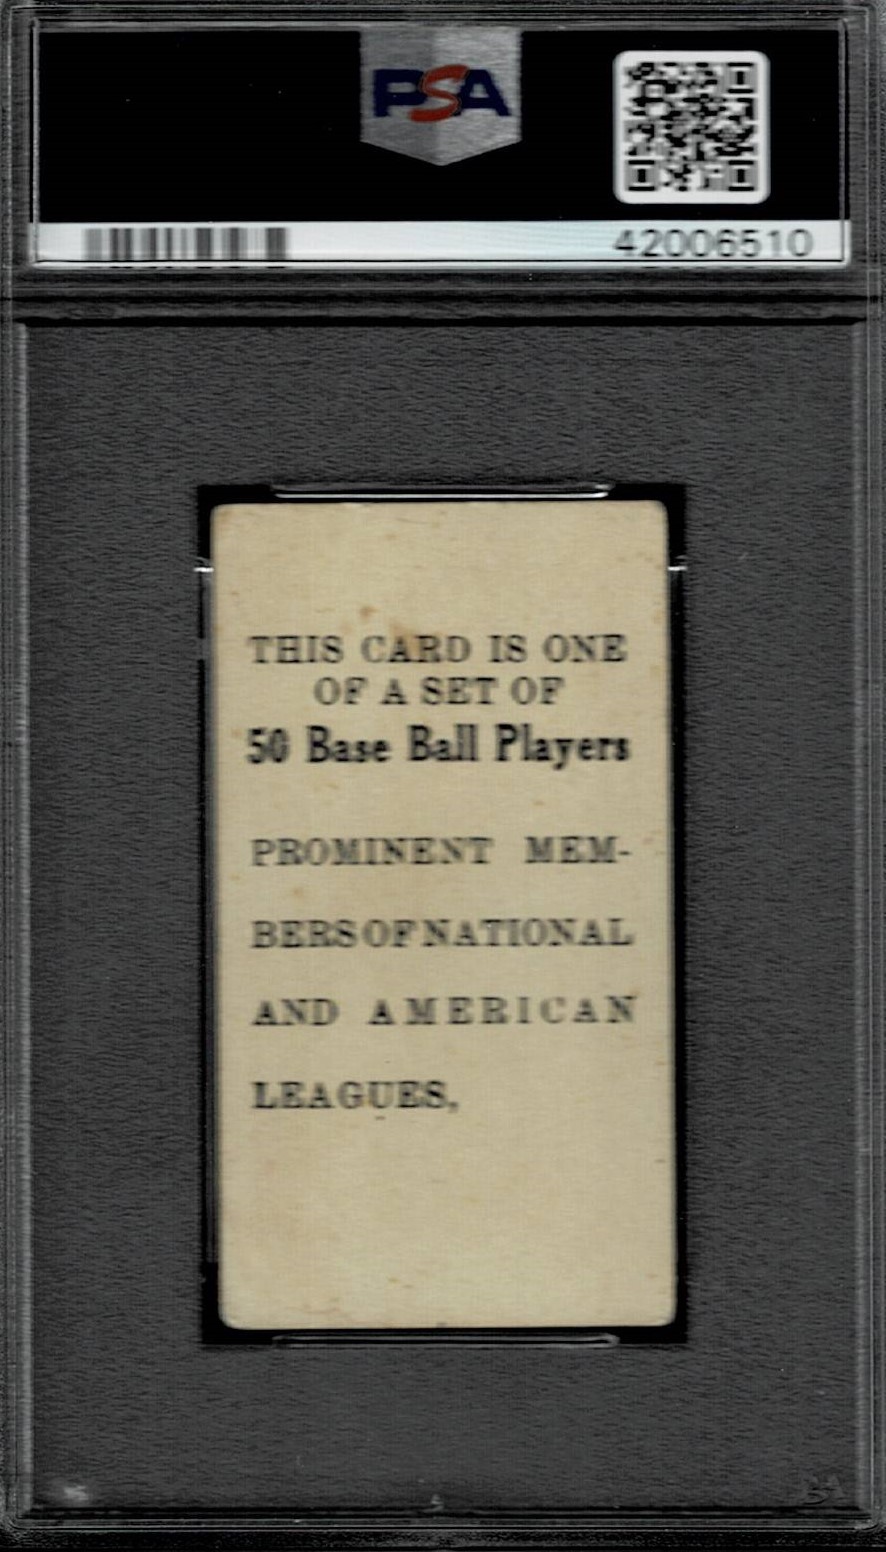 PSA
42006510
THIS CARD IS ONE
OF A SET OF
50 Base Ball Players
PROMINENT MEM-
BERS OF NATIONAL
AND AMERICAN
LEAGUES,